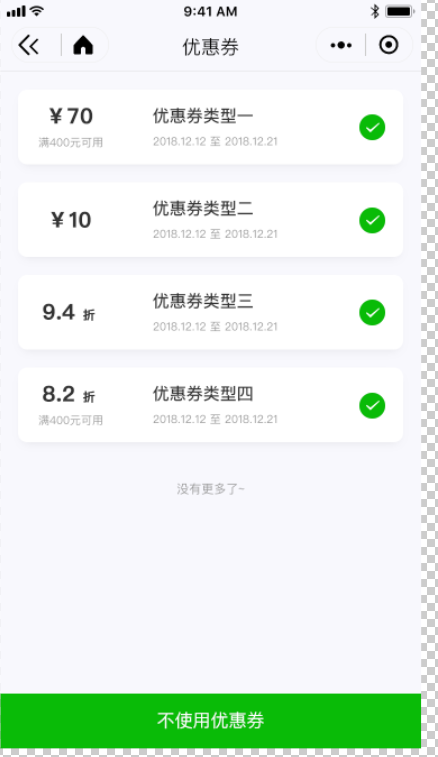 9:41 AM
优惠券
¥70
满400元可用
优惠券类型一
2018.12.12 至 2018.12.21
¥10
优惠券类型二
2018.12.12 至 2018.12.21
9.4 折
优惠券类型三
2018.12.12 至 2018.12.21
8.2 折
满400元可用
优惠券类型四
2018.12.12 至 2018.12.21
没有更多了~
不使用优惠券